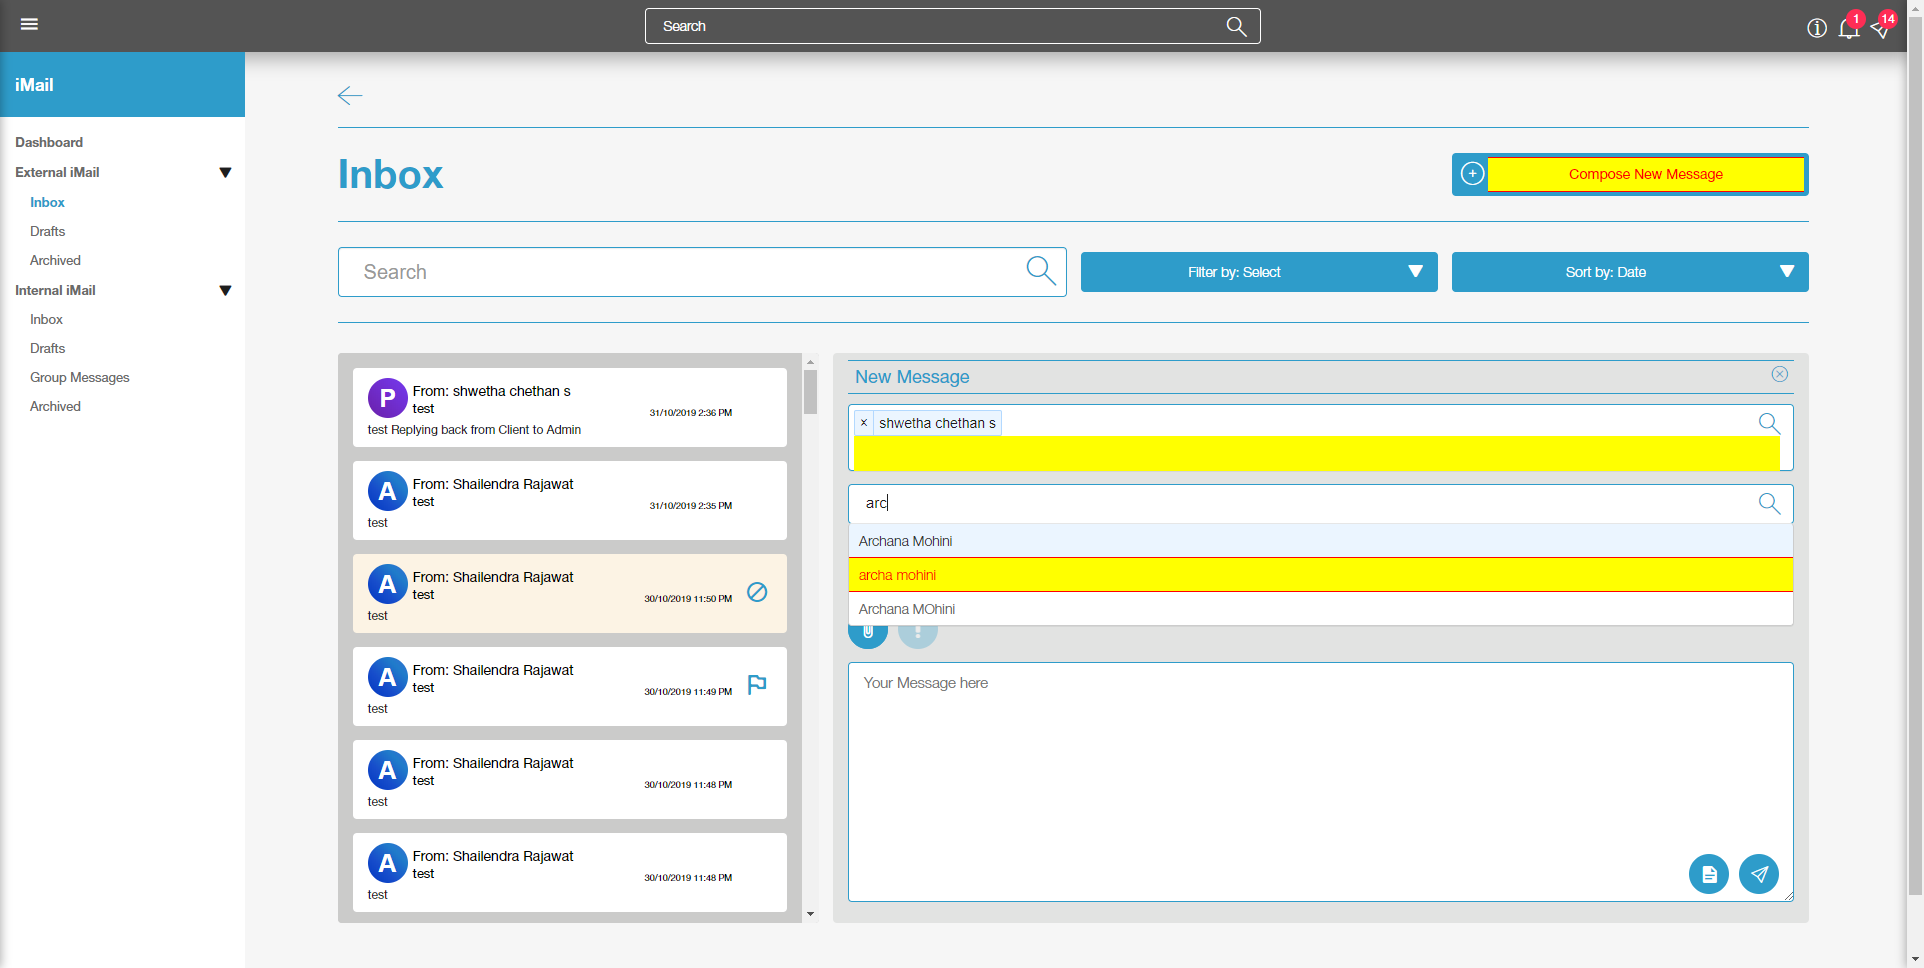 Search
1
14
iMail
Dashboard
External iMail
Inbox
Drafts
Archived
Internal iMail
Inbox
Drafts
Group Messages
Archived
Inbox
Compose New Message
Search
Filter by: Select
Sort by: Date
P
From: shwetha chethan s
test
31/10/2019 2:36 PM
test Replying back from Client to Admin
A
From: Shailendra Rajawat
test
31/10/2019 2:35 PM
test
A
From: Shailendra Rajawat
test
30/10/2019 11:50 PM
test
A
From: Shailendra Rajawat
test
30/10/2019 11:49 PM
test
A
From: Shailendra Rajawat
test
30/10/2019 11:48 PM
test
A
From: Shailendra Rajawat
test
30/10/2019 11:48 PM
test
New Message
× shwetha chethan s
arc
Archana Mohini
archa mohini
Archana MOhini
Your Message here